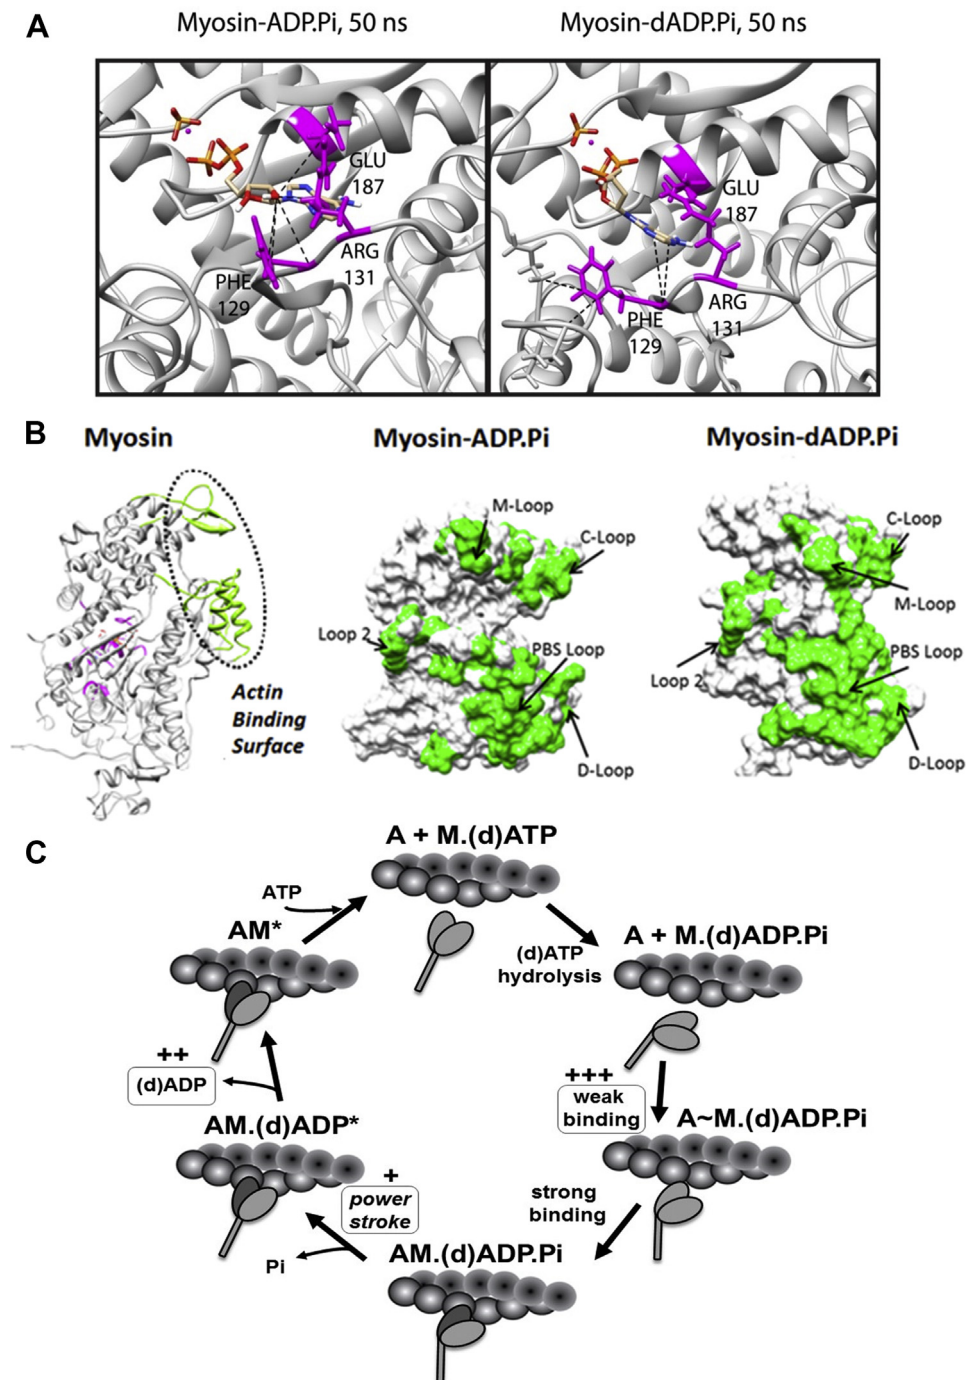 A
Myosin-ADP.Pi, 50 ns
Myosin-dADP.Pi, 50 ns
GLU
187
ARG
131
PHE
129
GLU
187
ARG
131
PHE
129
B
Myosin
Myosin-ADP.Pi
Myosin-dADP.Pi
Actin
Binding
Surface
M-Loop
C-Loop
Loop 2
PBS Loop
D-Loop
C-Loop
M-Loop
PBS Loop
Loop 2
D-Loop
C
A + M.(d)ATP
ATP
AM*
(d)ATP
hydrolysis
A + M.(d)ADP.Pi
++
(d)ADP
+++
weak
binding
AM.(d)ADP*
A~M.(d)ADP.Pi
+
power
stroke
strong
binding
Pi
AM.(d)ADP.Pi